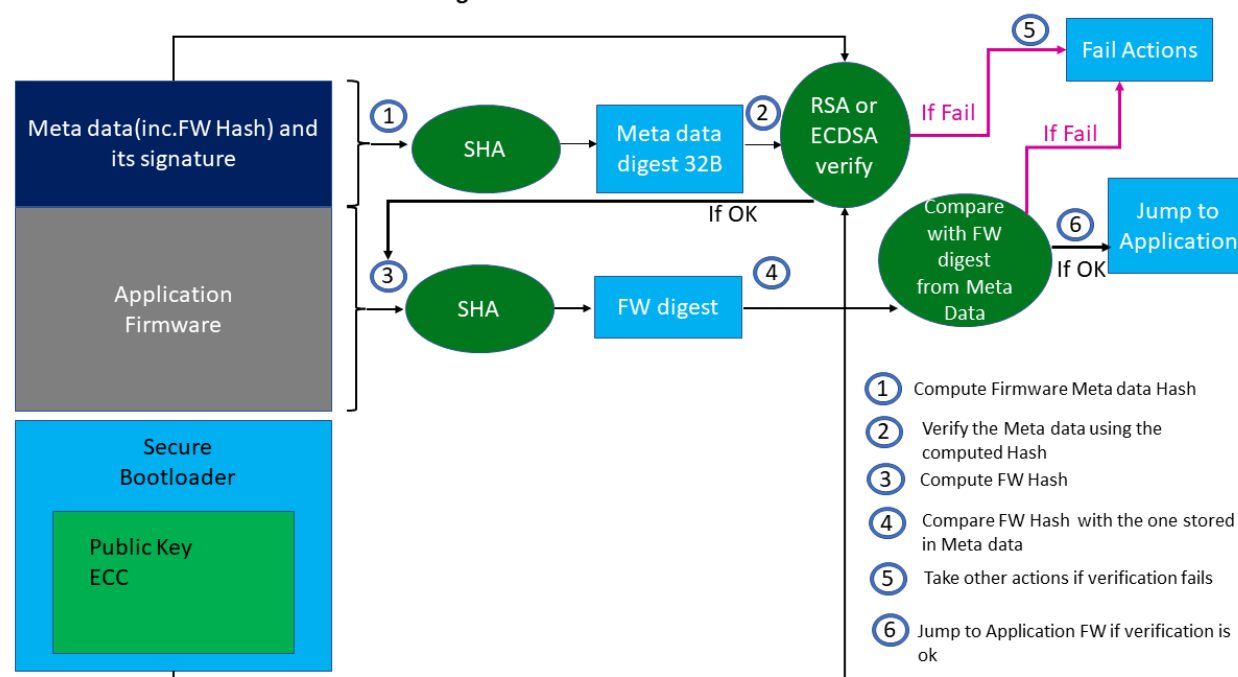 5
Fail Actions
Meta data(inc.FW Hash) and
its signature
1
SHA
Meta data
digest 32B
2
RSA or
ECDSA
verify
If Fail
If Fail
If OK
Application
Firmware
3
SHA
FW digest
4
Compare
with FW
digest
from Meta
Data
6
If OK
Jump to
Application
Secure
Bootloader
Public Key
ECC
1 Compute Firmware Meta data Hash
2 Verify the Meta data using the
computed Hash
3 Compute FW Hash
4 Compare FW Hash with the one stored
in Meta data
5 Take other actions if verification fails
6 Jump to Application FW if verification is
ok